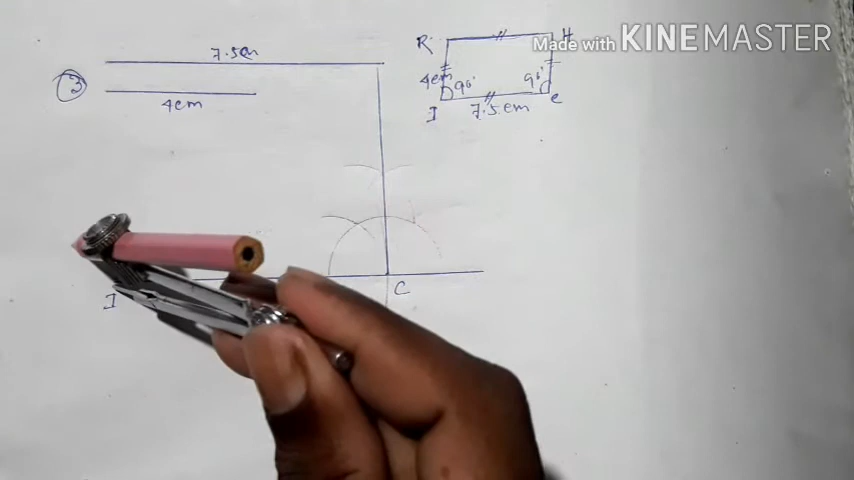 7.5cm
3
4cm
R
H
4cm
90°
90°
I
C
7.5cm
I
C
Made with KINEMASTER